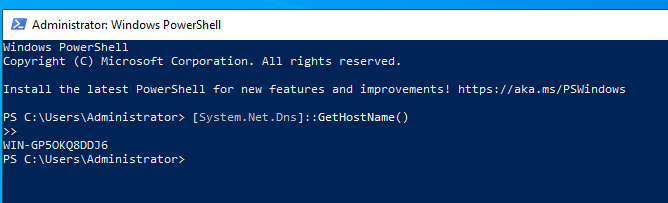 Administrator: Windows PowerShell
Windows PowerShell
Copyright (C) Microsoft Corporation. All rights reserved.
Install the latest PowerShell for new features and improvements! https://aka.ms/PSWindows
PS C:\Users\Administrator> [System.Net.Dns]::GetHostName()
>>
WIN-GP5OKQ8DDJ6
PS C:\Users\Administrator>